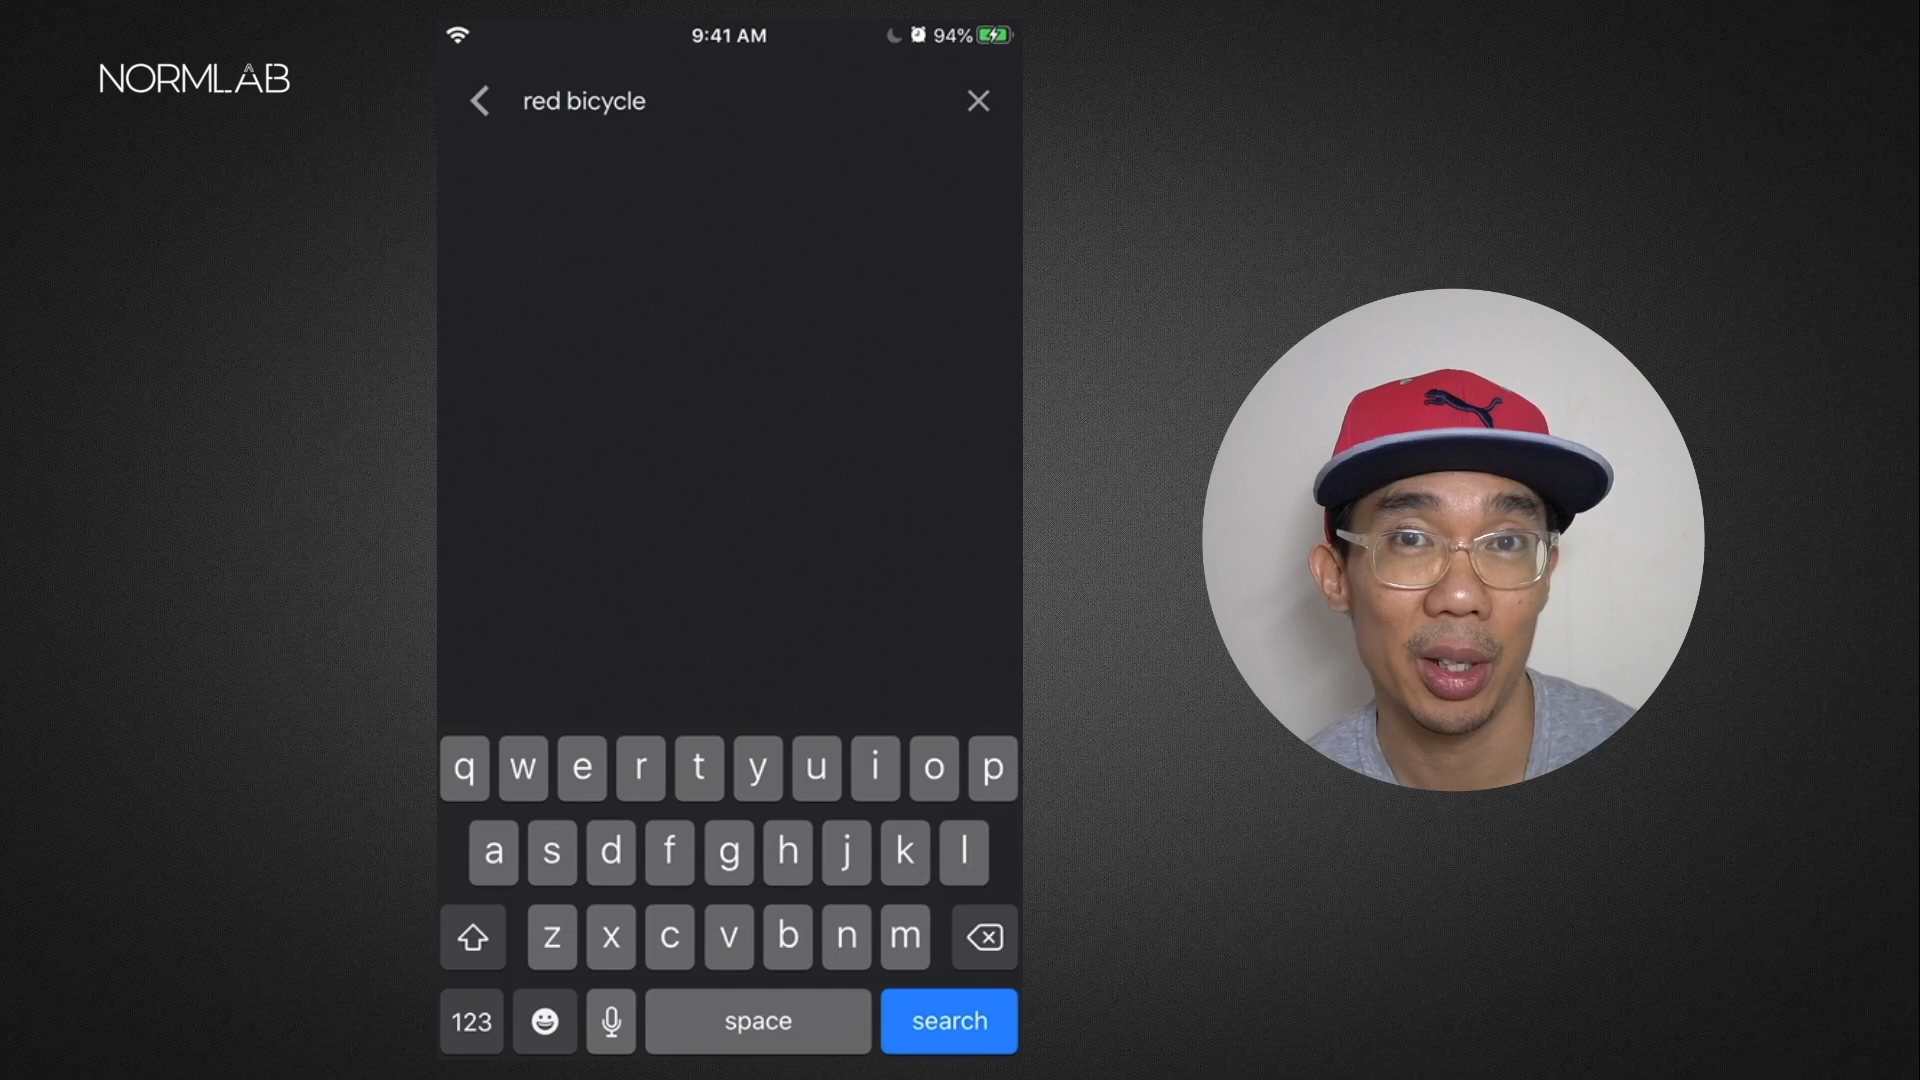 NORMLAB
9:41 AM 94%
red bicycle
q w e r t y u i o p
a s d f g h j k l
z x c v b n m
123 space search